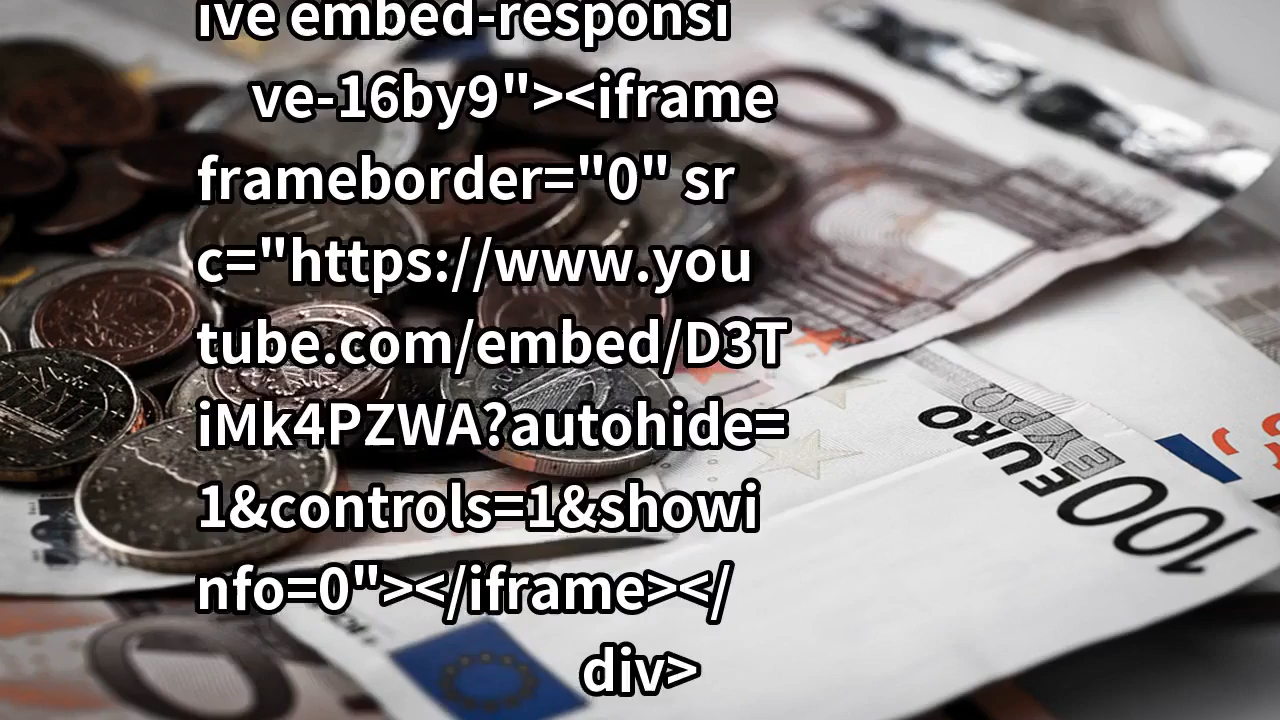 ive embed-responsi
ve-16by9"><iframe
frameborder="0" sr
c="https://www.you
tube.com/embed/D3T
iMk4PZWA?autohide=
1&controls=1&showi
nfo=0"></iframe></
div>
EURO
ΕΥΡΩ
100